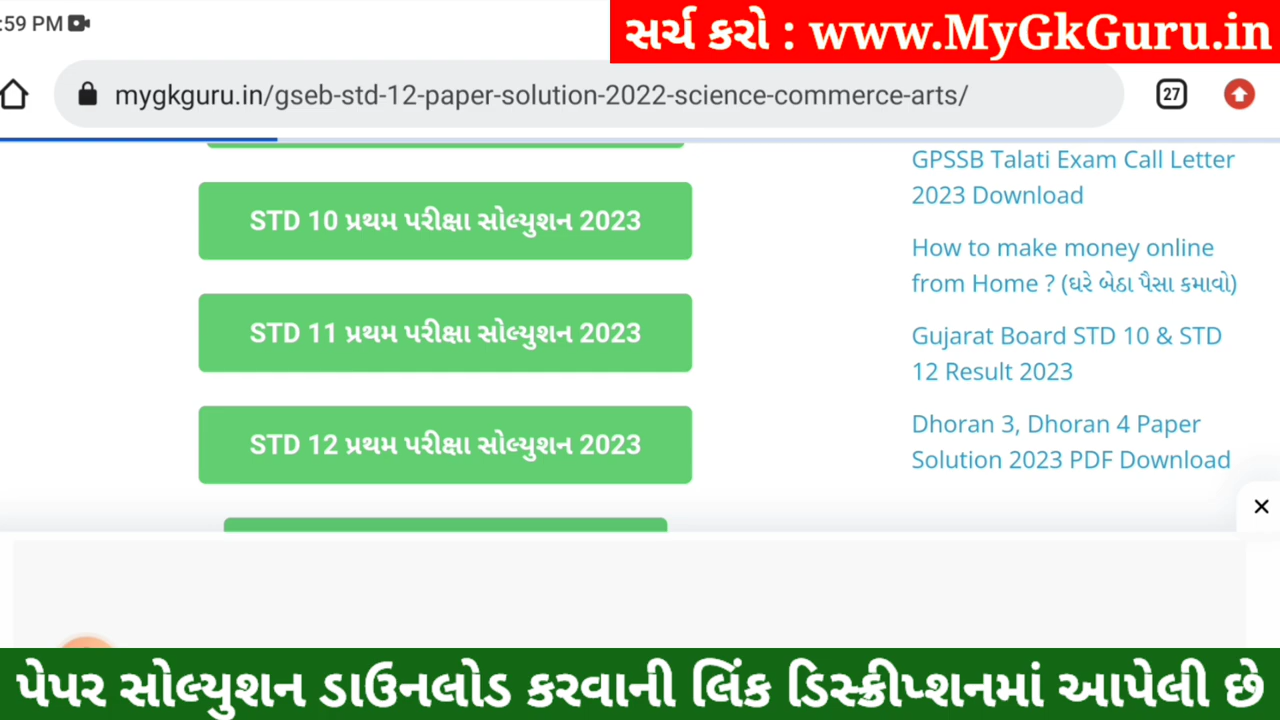 :59 PM
સર્ચ કરો : www.MyGkGuru.in
mygkguru.in/gseb-std-12-paper-solution-2022-science-commerce-arts/
27
STD 10 પ્રથમ પરીક્ષા સોલ્યુશન 2023
STD 11 પ્રથમ પરીક્ષા સોલ્યુશન 2023
STD 12 પ્રથમ પરીક્ષા સોલ્યુશન 2023
GPSSB Talati Exam Call Letter
2023 Download
How to make money online
from Home ? (ઘરે બેઠા પૈસા કમાવો)
Gujarat Board STD 10 & STD
12 Result 2023
Dhoran 3, Dhoran 4 Paper
Solution 2023 PDF Download
પેપર સોલ્યુશન ડાઉનલોડ કરવાની લિંક ડિસ્ક્રીપ્શનમાં આપેલી છે